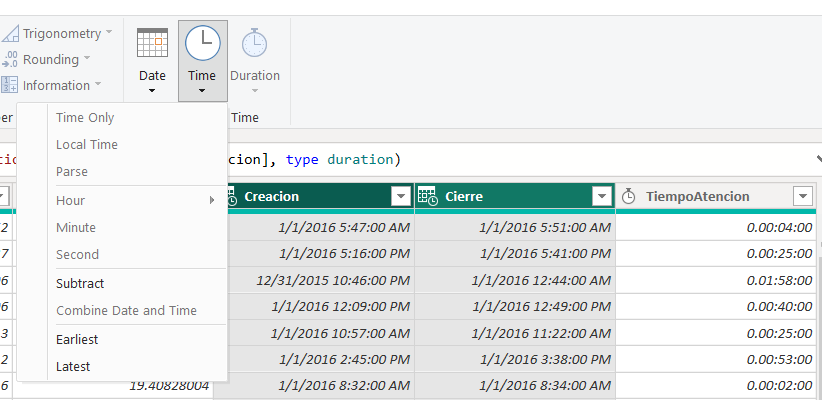 Trigonometry
.00
→.0 Rounding
Information
Date
Time
Duration
Time
Time Only
Local Time
Parse
Hour
Minute
Second
Subtract
Combine Date and Time
Earliest
Latest
cion], type duration)
Creacion Cierre TiempoAtencion
1/1/2016 5:47:00 AM 1/1/2016 5:51:00 AM 0.00:04:00
7 1/1/2016 5:16:00 PM 1/1/2016 5:41:00 PM 0.00:25:00
12/31/2015 10:46:00 PM 1/1/2016 12:44:00 AM 0.01:58:00
1/1/2016 12:09:00 PM 1/1/2016 12:49:00 PM 0.00:40:00
3 1/1/2016 10:57:00 AM 1/1/2016 11:22:00 AM 0.00:25:00
2 1/1/2016 2:45:00 PM 1/1/2016 3:38:00 PM 0.00:53:00
6 19.40828004 1/1/2016 8:32:00 AM 1/1/2016 8:34:00 AM 0.00:02:00